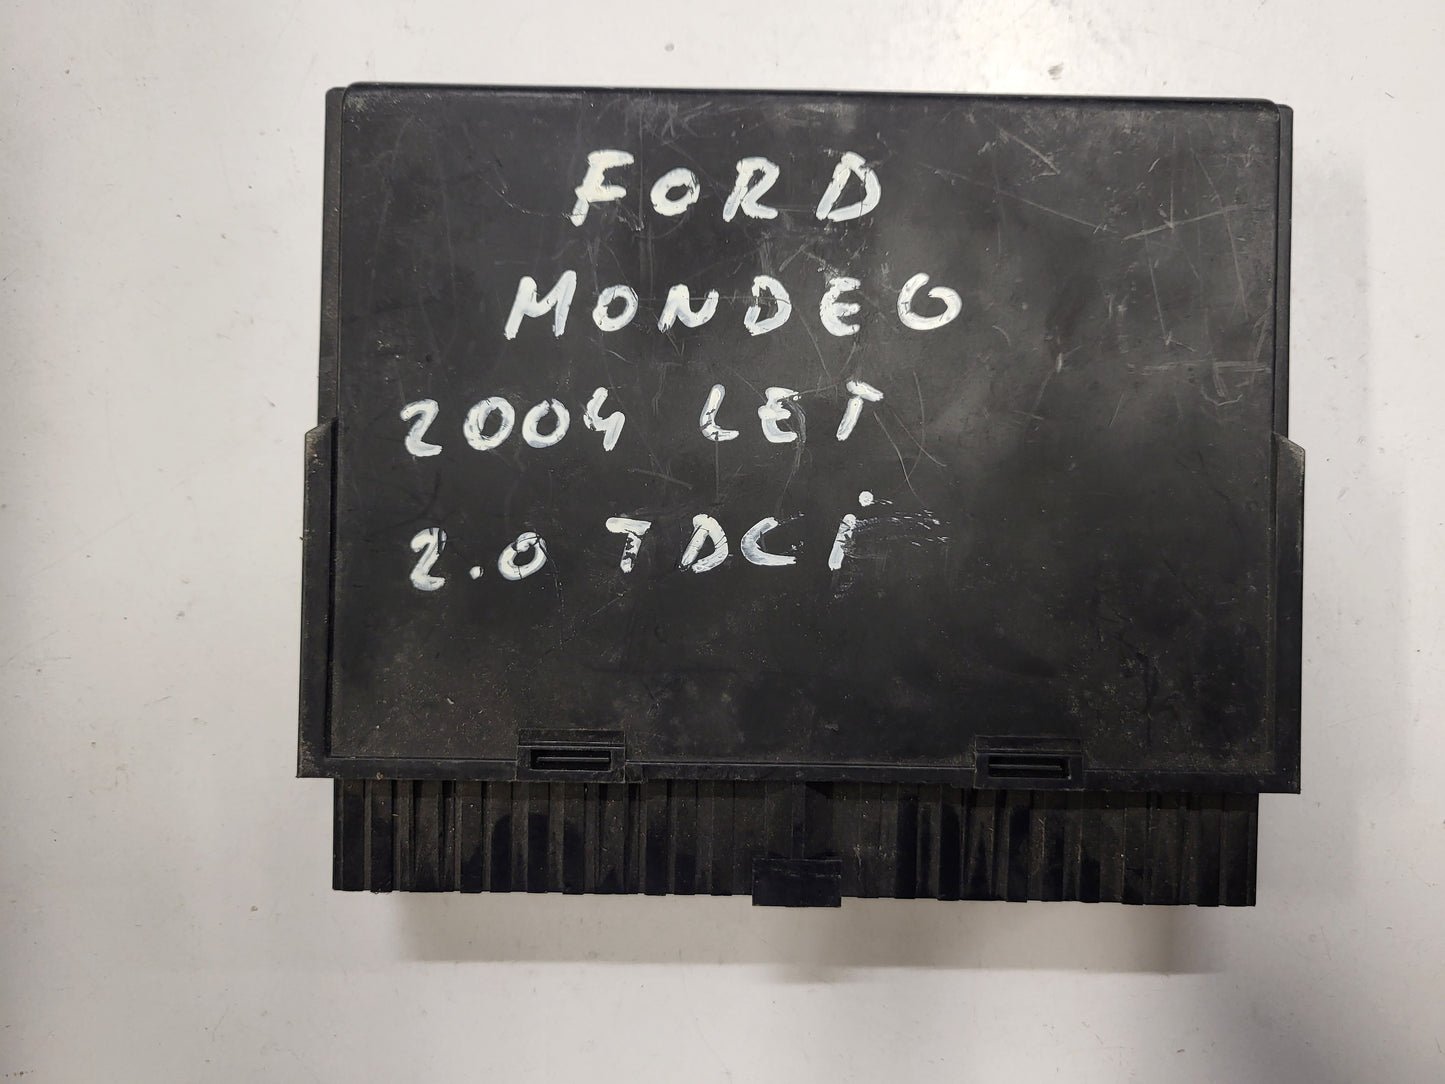 FORD
MONDEO
2004 LET
2.0 TDCi